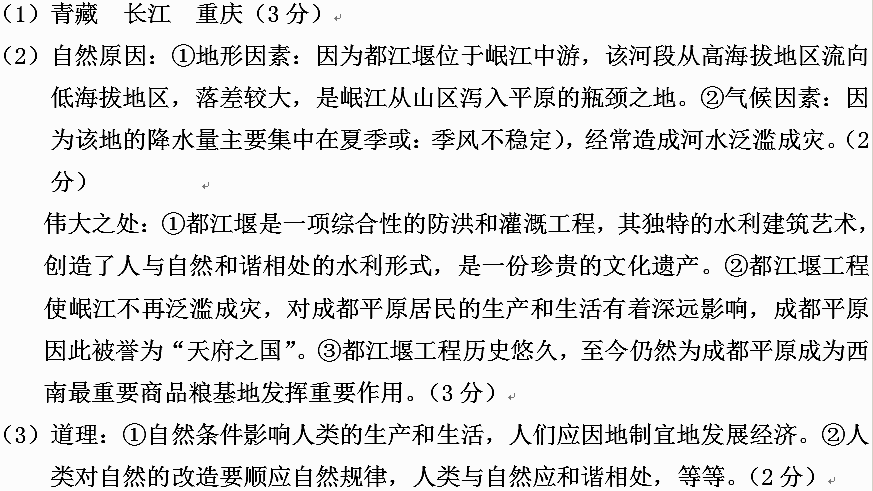 (1) 青藏　长江　重庆(3 分)
(2) 自然原因：①地形因素：因为都江堰位于岷江中游，该河段从高海拔地区流向
低海拔地区，落差较大，是岷江从山区泻入平原的瓶颈之地。②气候因素：因
为该地的降水量主要集中在夏季或：季风不稳定)，经常造成河水泛滥成灾。(2
分)
伟大之处：①都江堰是一项综合性的防洪和灌溉工程，其独特的水利建筑艺术，
创造了人与自然和谐相处的水利形式，是一份珍贵的文化遗产。②都江堰工程
使岷江不再泛滥成灾，对成都平原居民的生产和生活有着深远影响，成都平原
因此被誉为“天府之国”。③都江堰工程历史悠久，至今仍然为成都平原成为西
南最重要商品粮基地发挥重要作用。(3 分)
(3) 道理：①自然条件影响人类的生产和生活，人们应因地制宜地发展经济。②人
类对自然的改造要顺应自然规律，人类与自然应和谐相处，等等。(2 分)